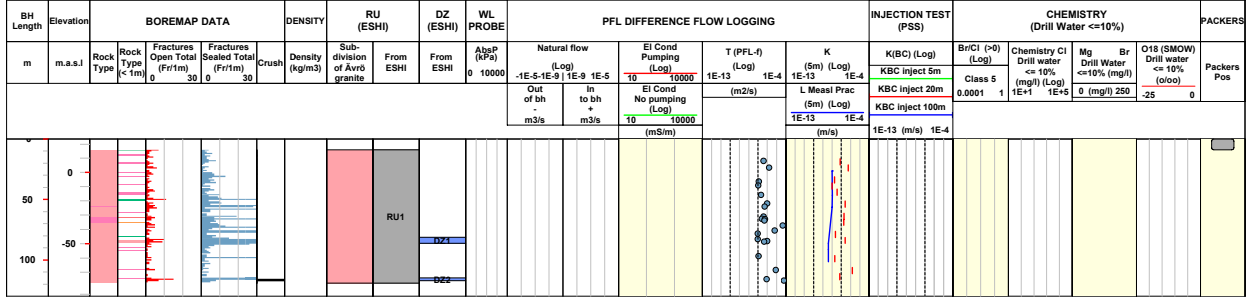 BH Length
Elevation
BOREMAP DATA
DENSITY
RU (ESHI)
DZ (ESHI)
WL PROBE
PFL DIFFERENCE FLOW LOGGING
INJECTION TEST (PSS)
CHEMISTRY (Drill Water <=10%)
PACKERS
m
m.a.s.l
Rock Type
Rock Type (< 1m)
Fractures Open Total (Fr/1m)
0 30
Fractures Sealed Total (Fr/1m)
0 30
Crush
Density (kg/m3)
Sub-division of Ävrö granite
From ESHI
From ESHI
AbsP (kPa)
0 10000
Natural flow
(Log)
-1E-5-1E-9 | 1E-9 1E-5
Out of bh - m3/s
In to bh + m3/s
El Cond Pumping (Log)
10 10000
El Cond No pumping (Log)
10 10000
(mS/m)
T (PFL-f) (Log)
1E-13 1E-4
(m2/s)
K
(5m) (Log)
1E-13 1E-4
L Measl Prac
(5m) (Log)
1E-13 1E-4
(m/s)
K(BC) (Log)
KBC inject 5m
KBC inject 20m
KBC inject 100m
1E-13 (m/s) 1E-4
Br/Cl (>0) (Log)
Class 5
0.0001 1
Chemistry Cl Drill water <= 10% (mg/l) (Log)
1E+1 1E+5
Mg Br
Drill Water <=10% (mg/l)
0 (mg/l) 250
O18 (SMOW) Drill water <= 10% (o/oo)
-25 0
Packers Pos
0
0
50
RU1
DZ1
-50
100
DZ2